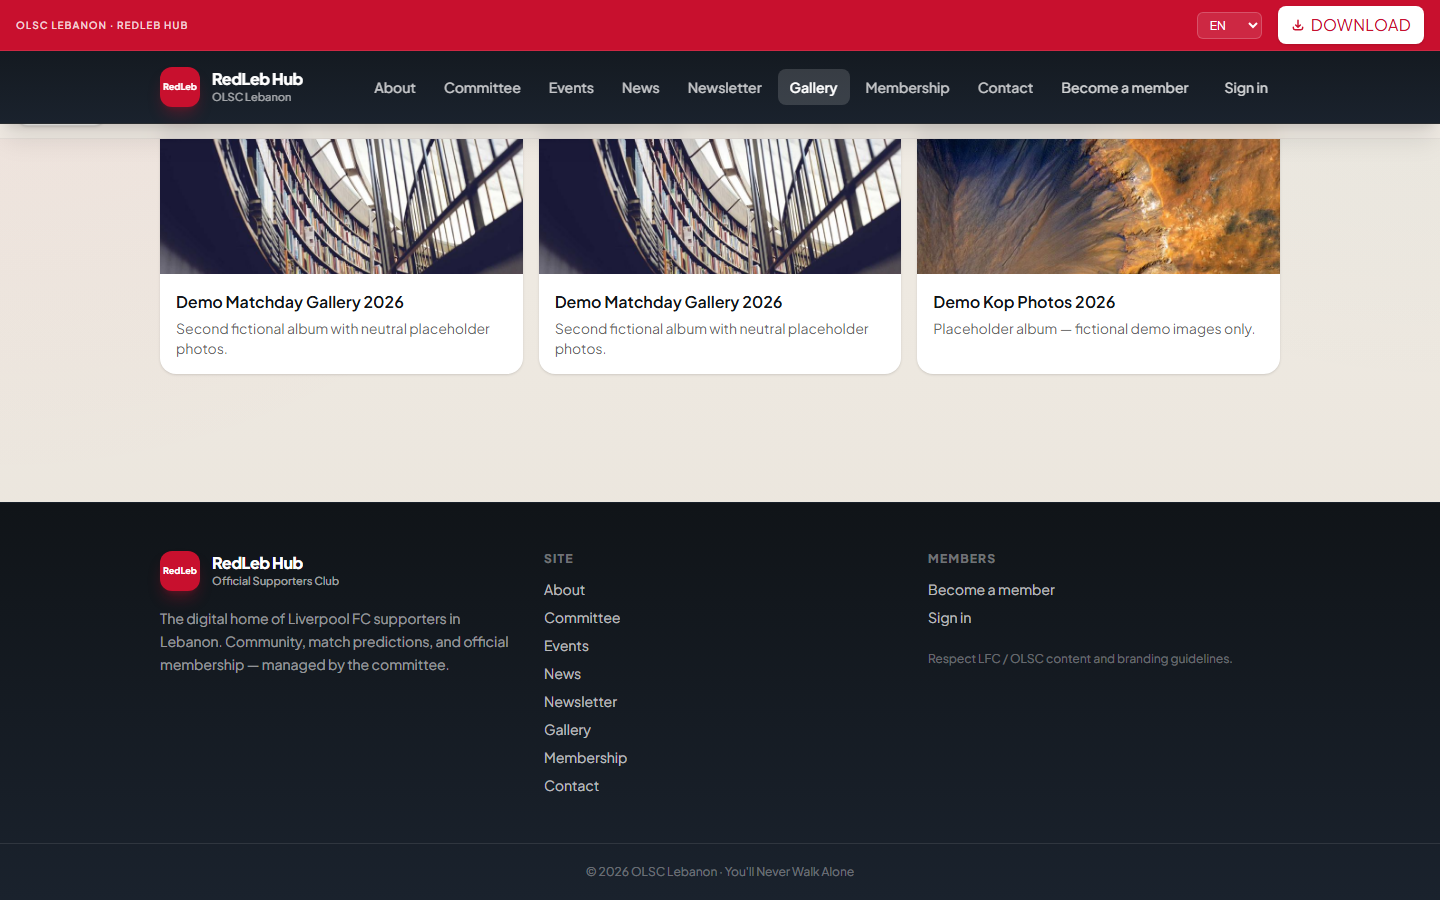 OLSC LEBANON · REDLEB HUB
EN
DOWNLOAD
RedLeb
RedLeb Hub
OLSC Lebanon
About
Committee
Events
News
Newsletter
Gallery
Membership
Contact
Become a member
Sign in
Demo Matchday Gallery 2026
Second fictional album with neutral placeholder
photos.
Demo Matchday Gallery 2026
Second fictional album with neutral placeholder
photos.
Demo Kop Photos 2026
Placeholder album — fictional demo images only.
RedLeb
RedLeb Hub
Official Supporters Club
The digital home of Liverpool FC supporters in
Lebanon. Community, match predictions, and official
membership — managed by the committee.
SITE
About
Committee
Events
News
Newsletter
Gallery
Membership
Contact
MEMBERS
Become a member
Sign in
Respect LFC / OLSC content and branding guidelines.
© 2026 OLSC Lebanon · You'll Never Walk Alone